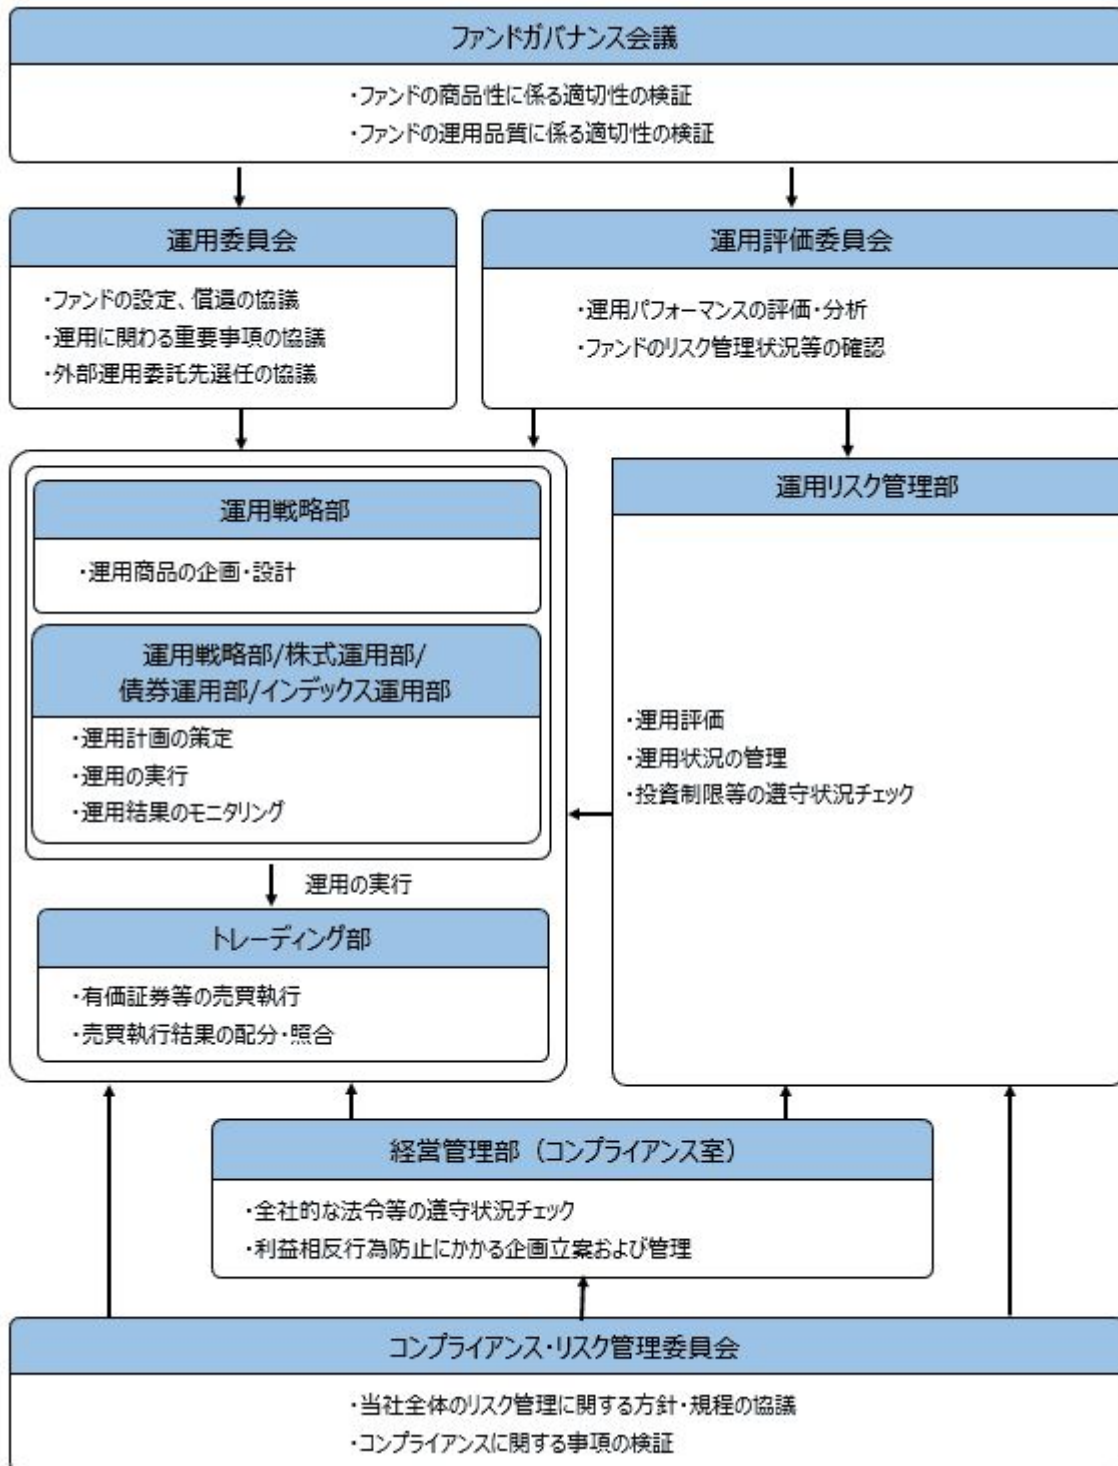 ファンドガバナンス会議
・ファンドの商品性に係る適切性の検証
・ファンドの運用品質に係る適切性の検証
運用委員会
・ファンドの設定、償還の協議
・運用に関わる重要事項の協議
・外部運用委託先選任の協議
運用評価委員会
・運用パフォーマンスの評価・分析
・ファンドのリスク管理状況等の確認
運用戦略部
・運用商品の企画・設計
運用戦略部/株式運用部/
債券運用部/インデックス運用部
・運用計画の策定
・運用の実行
・運用結果のモニタリング
運用の実行
トレーディング部
・有価証券等の売買執行
・売買執行結果の配分・照合
運用リスク管理部
・運用評価
・運用状況の管理
・投資制限等の遵守状況チェック
経営管理部（コンプライアンス室）
・全社的な法令等の遵守状況チェック
・利益相反行為防止にかかる企画立案および管理
コンプライアンス・リスク管理委員会
・当社全体のリスク管理に関する方針・規程の協議
・コンプライアンスに関する事項の検証